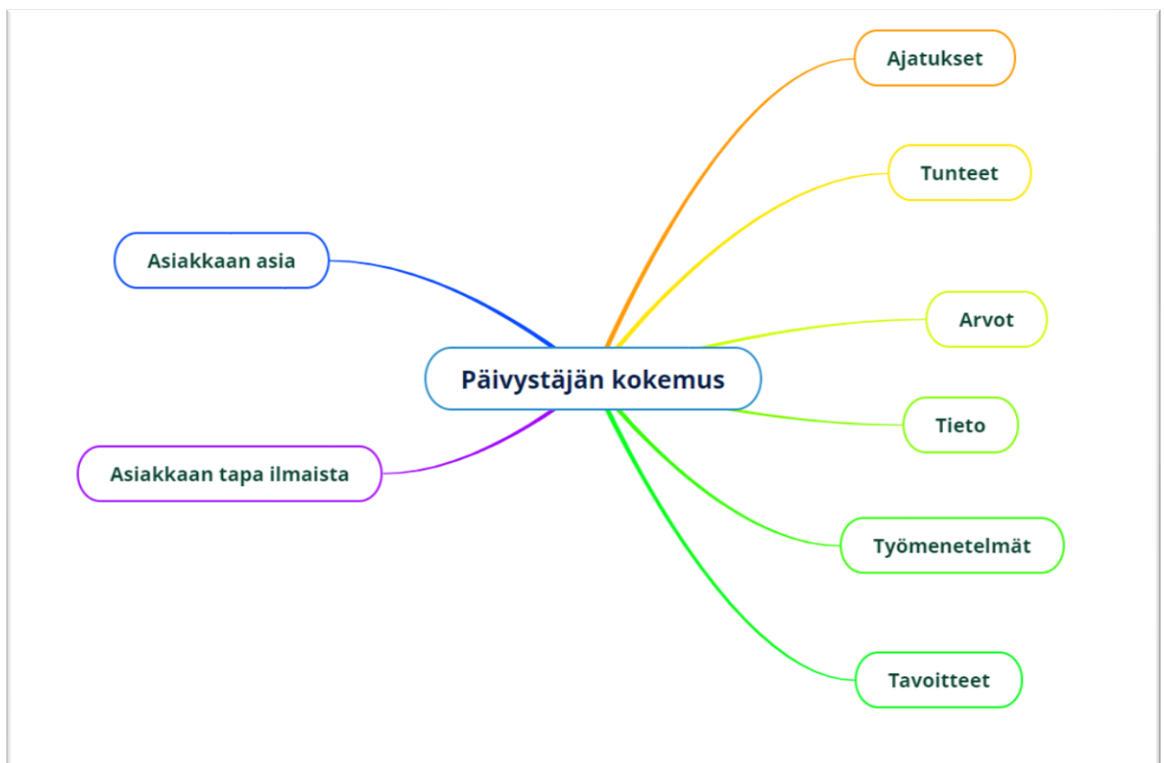 Ajatukset
Tunteet
Asiakkaan asia
Arvot
Päivystäjän kokemus
Tieto
Asiakkaan tapa ilmaista
Työmenetelmät
Tavoitteet